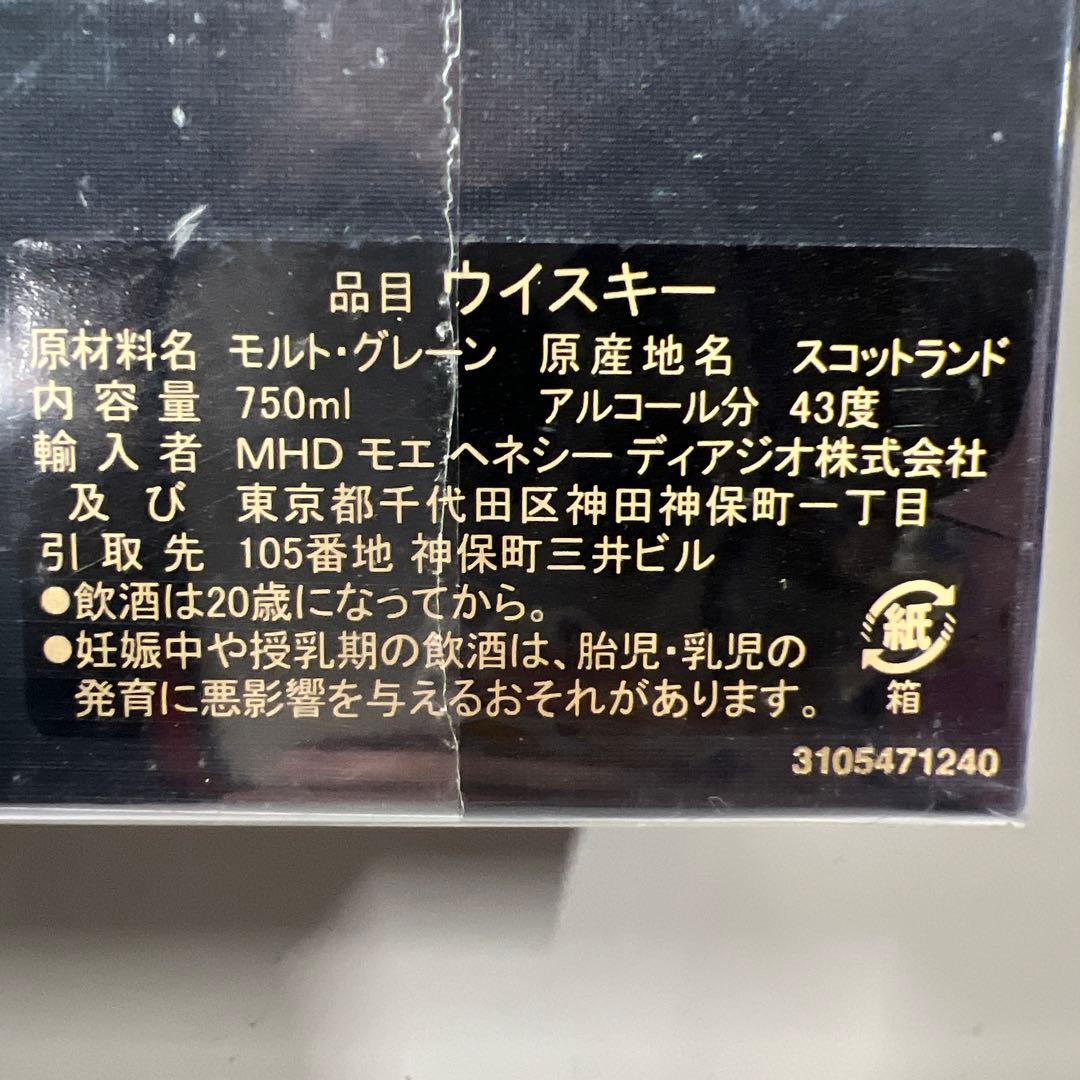 品目 ウイスキー
原材料名 モルト・グレーン 原産地名 スコットランド
内容量 750ml アルコール分 43度
輸入者 MHD モエ ヘネシー ディアジオ株式会社
及び 東京都千代田区神田神保町一丁目
引取先 105番地 神保町三井ビル
●飲酒は20歳になってから。
●妊娠中や授乳期の飲酒は、胎児・乳児の
発育に悪影響を与えるおそれがあります。
紙
箱
3105471240